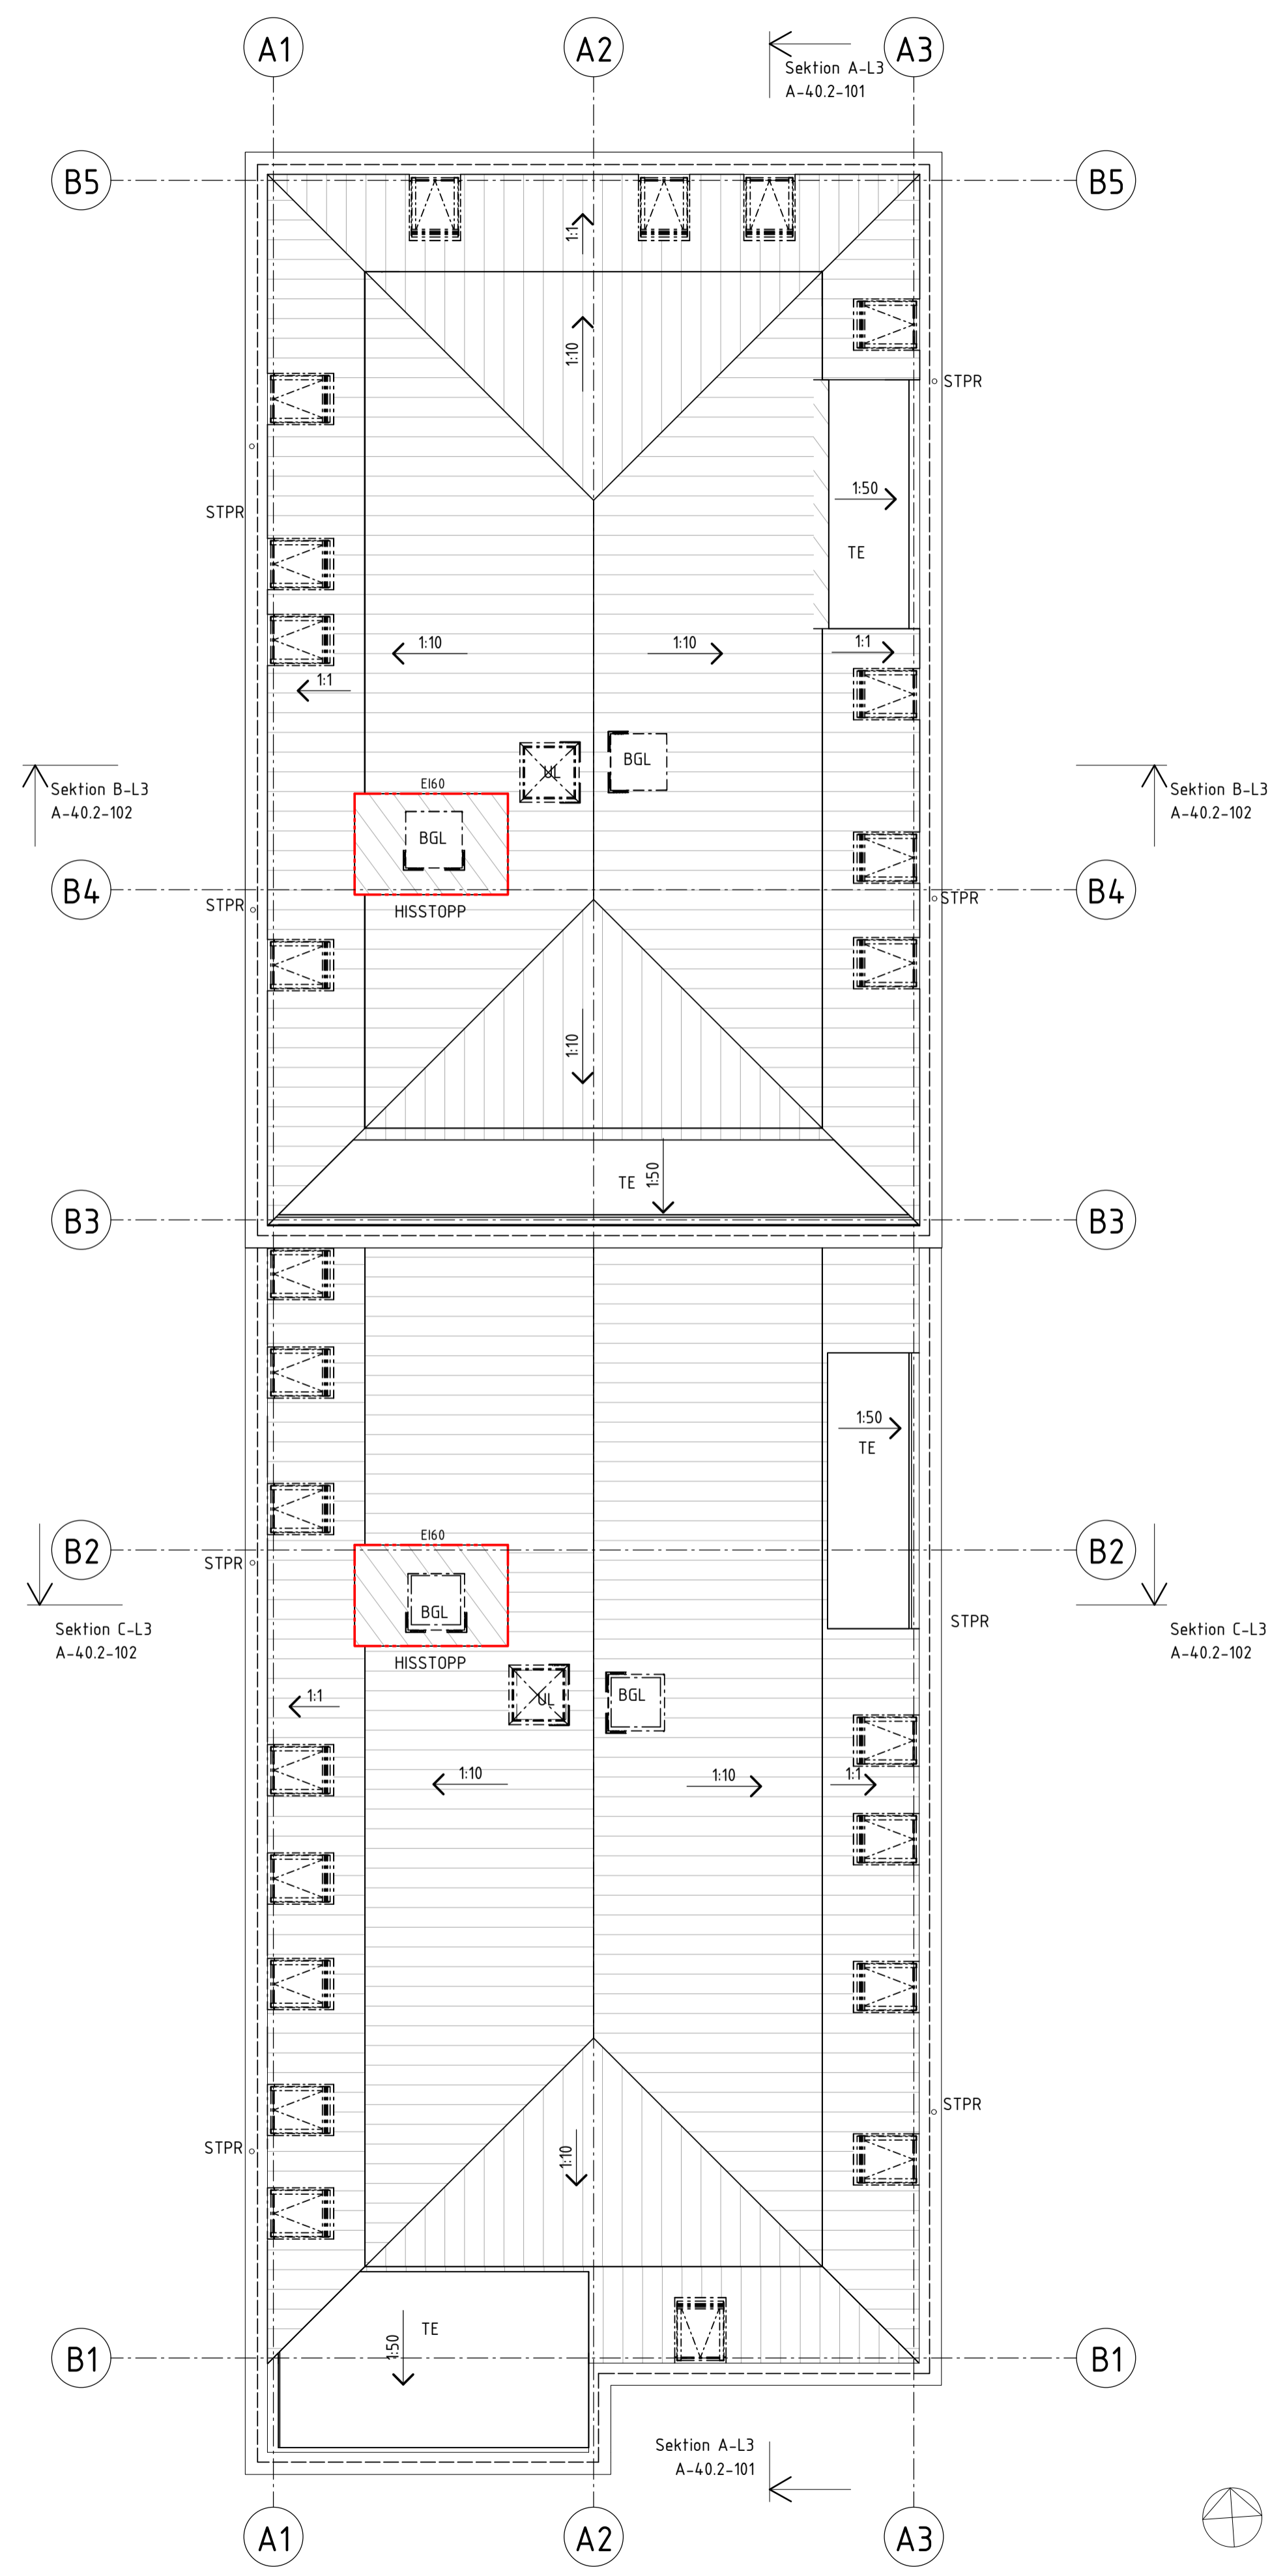 A1
A2
A3
Sektion A-L3
A-40.2-101
B5
B5
1:1
1:10
STPR
1:50
STPR
TE
1:10
1:10
1:1
1:1
BGL
UL
Sektion B-L3
A-40.2-102
EI60
Sektion B-L3
A-40.2-102
BGL
B4
B4
STPR
HISSTOPP
STPR
1:10
TE
1:50
B3
B3
1:50
TE
EI60
B2
B2
STPR
BGL
Sektion C-L3
A-40.2-102
STPR
Sektion C-L3
A-40.2-102
HISSTOPP
1:1
UL
BGL
1:10
1:10
1:1
STPR
STPR
1:10
TE
1:50
B1
B1
Sektion A-L3
A-40.2-101
A1
A2
A3